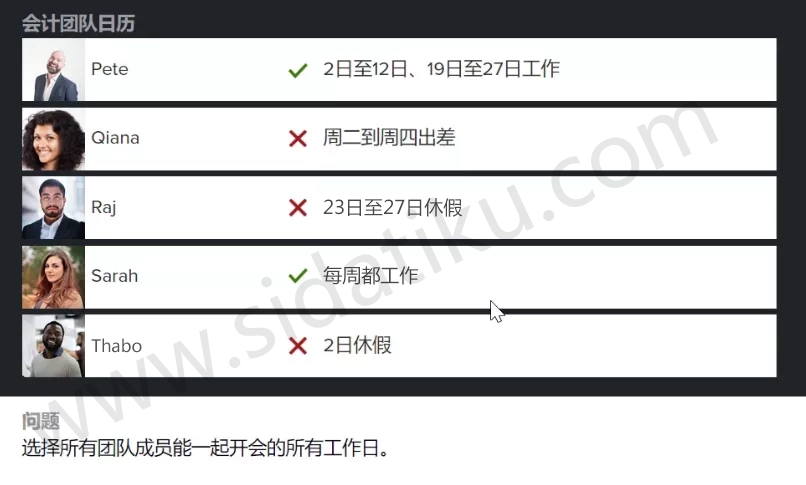 会计团队日历
Pete
2日至12日、19日至27日工作
Qiana
周二到周四出差
Raj
23日至27日休假
Sarah
每周都工作
Thabo
2日休假
www.sidatiku.com
问题
选择所有团队成员能一起开会的所有工作日。